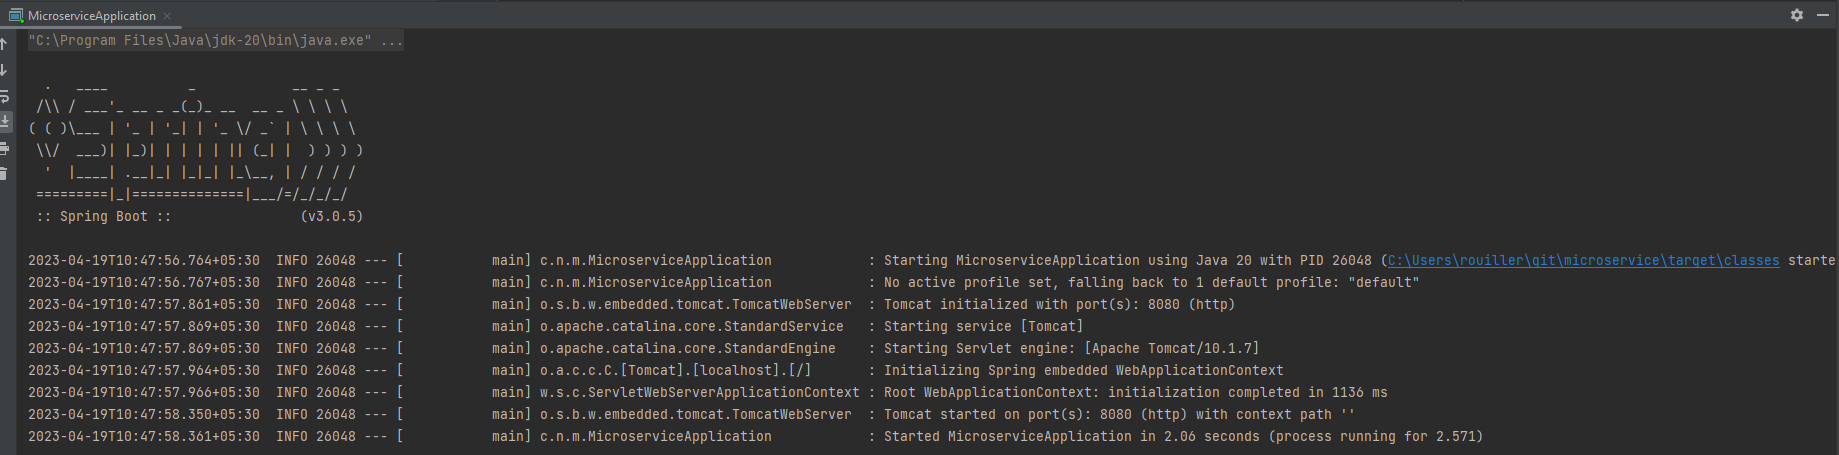 MicroserviceApplication
"C:\Program Files\Java\jdk-20\bin\java.exe" ...
  .   ____          _            __ _ _
 /\\ / ___'_ __ _ _(_)_ __  __ _ \ \ \ \
( ( )\___ | '_ | '_| | '_ \/ _` | \ \ \ \
 \\/  ___)| |_)| | | | | || (_| |  ) ) ) )
  '  |____| .__|_| |_|_| |_\__, | / / / /
 =========|_|==============|___/=/_/_/_/
 :: Spring Boot ::                (v3.0.5)
2023-04-19T10:47:56.764+05:30  INFO 26048 --- [           main] c.n.m.MicroserviceApplication            : Starting MicroserviceApplication using Java 20 with PID 26048 (C:\Users\rouiller\git\microservice\target\classes starte
2023-04-19T10:47:56.767+05:30  INFO 26048 --- [           main] c.n.m.MicroserviceApplication            : No active profile set, falling back to 1 default profile: "default"
2023-04-19T10:47:57.861+05:30  INFO 26048 --- [           main] o.s.b.w.embedded.tomcat.TomcatWebServer  : Tomcat initialized with port(s): 8080 (http)
2023-04-19T10:47:57.869+05:30  INFO 26048 --- [           main] o.apache.catalina.core.StandardService   : Starting service [Tomcat]
2023-04-19T10:47:57.869+05:30  INFO 26048 --- [           main] o.apache.catalina.core.StandardEngine    : Starting Servlet engine: [Apache Tomcat/10.1.7]
2023-04-19T10:47:57.964+05:30  INFO 26048 --- [           main] o.a.c.c.C.[Tomcat].[localhost].[/]       : Initializing Spring embedded WebApplicationContext
2023-04-19T10:47:57.966+05:30  INFO 26048 --- [           main] w.s.c.ServletWebServerApplicationContext : Root WebApplicationContext: initialization completed in 1136 ms
2023-04-19T10:47:58.350+05:30  INFO 26048 --- [           main] o.s.b.w.embedded.tomcat.TomcatWebServer  : Tomcat started on port(s): 8080 (http) with context path ''
2023-04-19T10:47:58.361+05:30  INFO 26048 --- [           main] c.n.m.MicroserviceApplication            : Started MicroserviceApplication in 2.06 seconds (process running for 2.571)